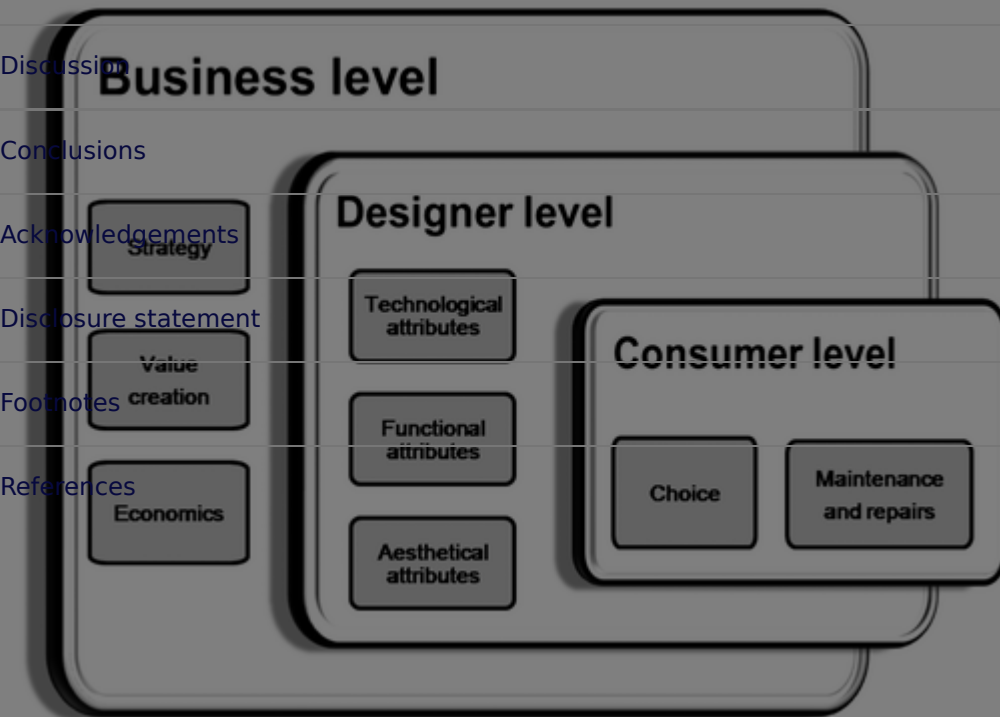 Discussion
Conclusions
Acknowledgements
Disclosure statement
Footnotes
References
Business level
Strategy
Value
creation
Economics
Designer level
Technological
attributes
Functional
attributes
Aesthetical
attributes
Consumer level
Choice
Maintenance
and repairs